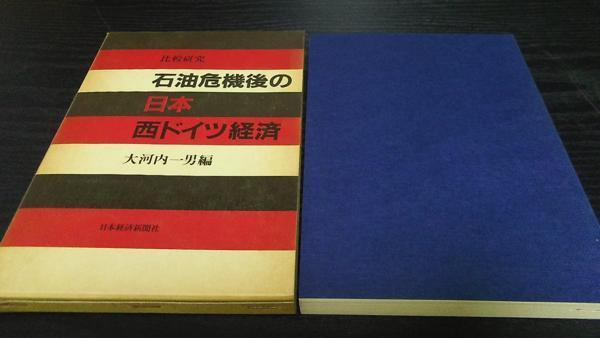 比較研究
石油危機後の
日本
西ドイツ経済
大河内一男編
日本経済新聞社